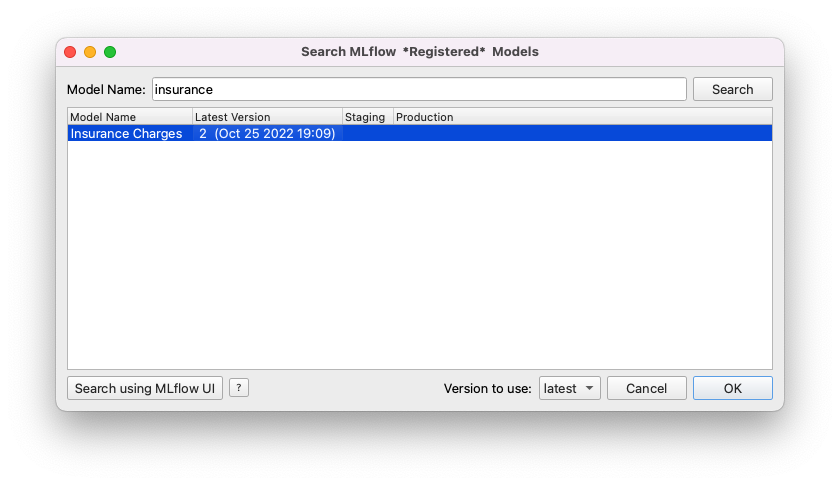 Search MLflow *Registered* Models
Model Name: insurance Search
Model Name Latest Version Staging Production
Insurance Charges 2 (Oct 25 2022 19:09)
Search using MLflow UI ? Version to use: latest Cancel OK